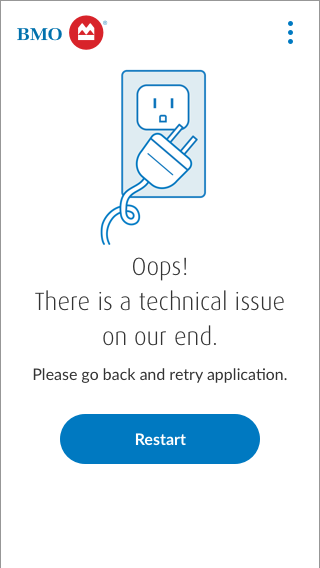 BMO
Oops!
There is a technical issue
on our end.
Please go back and retry application.
Restart